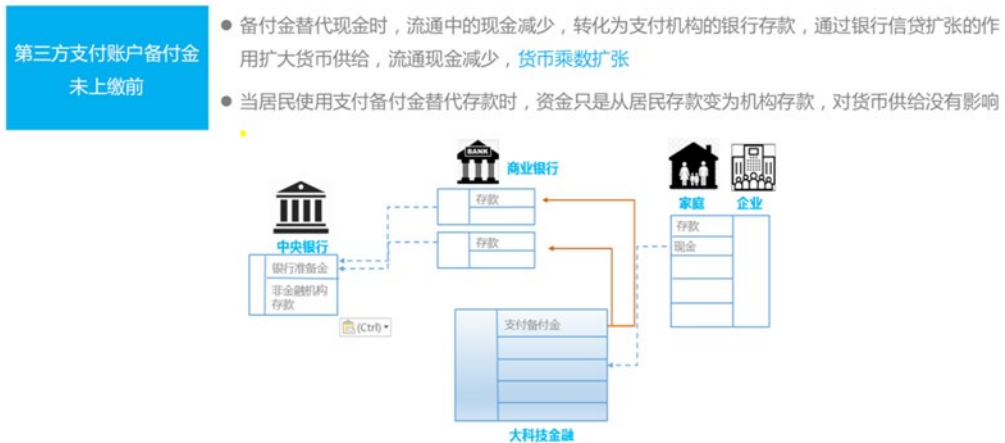 第三方支付账户备付金
未上缴前
● 备付金替代现金时，流通中的现金减少，转化为支付机构的银行存款，通过银行信贷扩张的作
用扩大货币供给，流通现金减少，货币乘数扩张
● 当居民使用支付备付金替代存款时，资金只是从居民存款变为机构存款，对货币供给没有影响
BANK
商业银行
存款
存款
中央银行
银行准备金
非金融机构
存款
家庭
企业
存款
现金
(Ctrl)
支付备付金
大科技金融